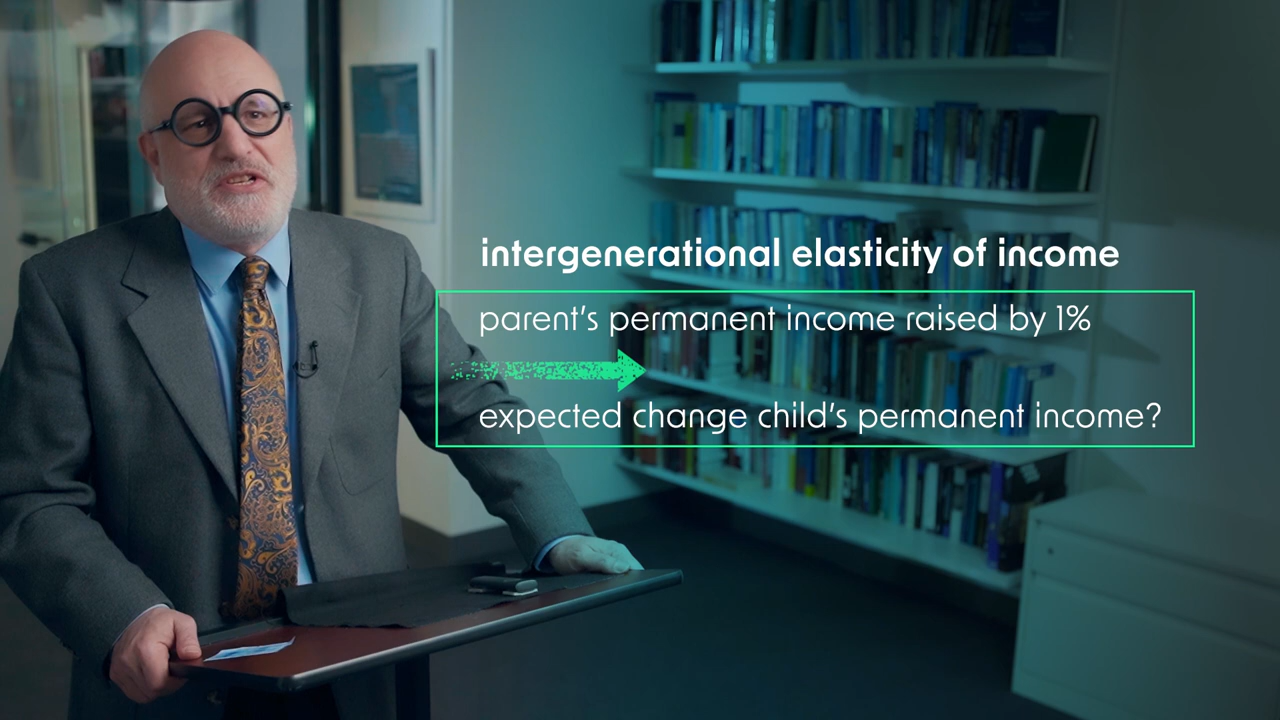 intergenerational elasticity of income
parent's permanent income raised by 1%
expected change child's permanent income?